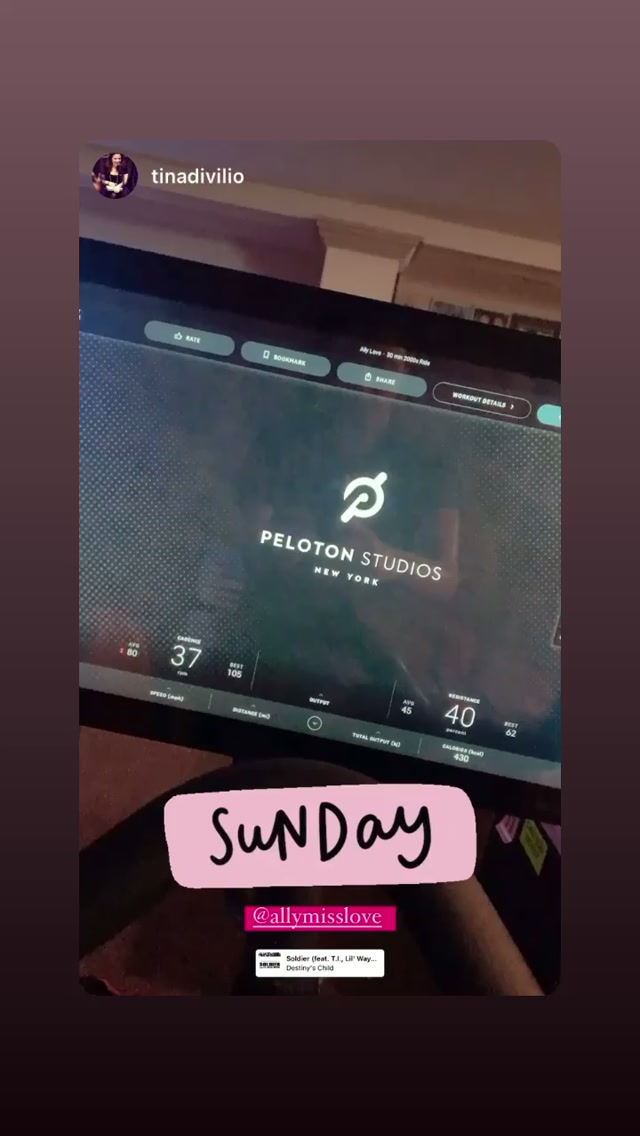 tinadivilio
RATE
BOOKMARK
SHARE
Ally Love · 30 min 2000s Ride
WORKOUT DETAILS
PELOTON STUDIOS
NEW YORK
AVG
80
CADENCE
37
rpm
BEST
105
AVG
45
RESISTANCE
40
percent
BEST
62
SPEED (mph)
DISTANCE (mi)
OUTPUT
TOTAL OUTPUT (kj)
CALORIES (kcal)
430
SUNDAY
@allymisslove
SOLDIER
Soldier (feat. T.I., Lil' Way...
Destiny's Child